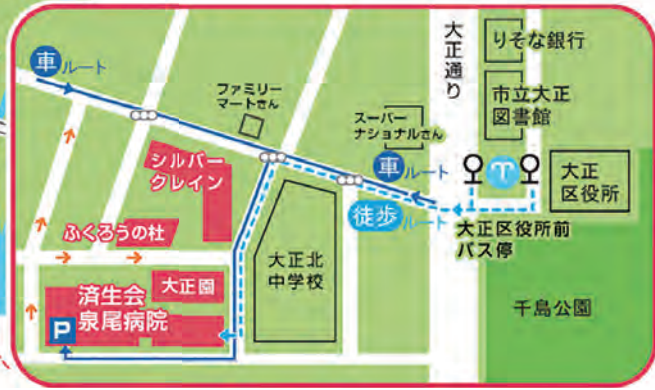 車ルート
ファミリー
マートさん
スーパー
ナショナルさん
大正通り
りそな銀行
市立大正
図書館
車ルート
徒歩ルート
大正
区役所
大正区役所前
バス停
シルバー
クレイン
ふくろうの杜
大正園
済生会
泉尾病院
P
大正北
中学校
千島公園